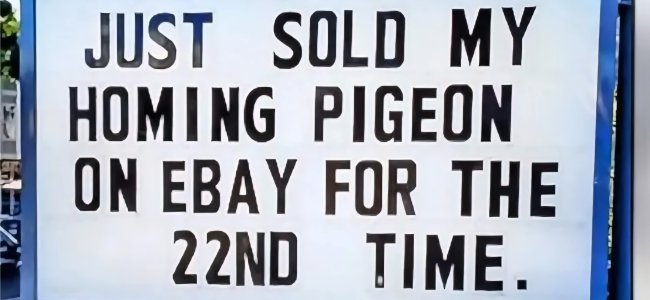 JUST SOLD MY
HOMING PIGEON
ON EBAY FOR THE
22ND TIME.